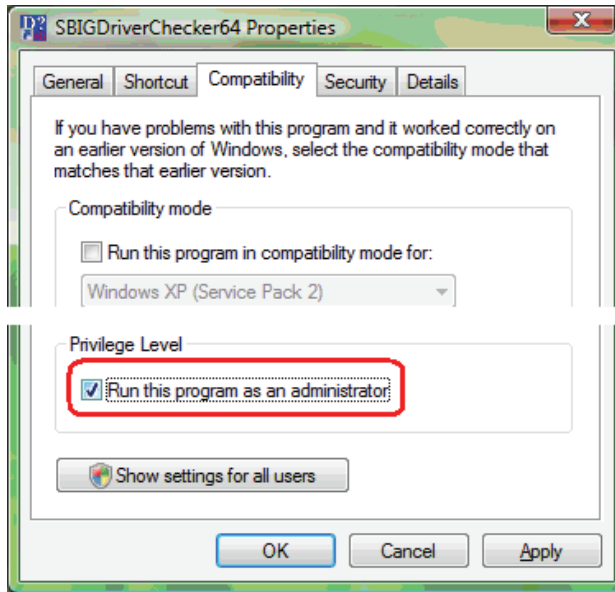 SBIGDriverChecker64 Properties
General Shortcut Compatibility Security Details
If you have problems with this program and it worked correctly on
an earlier version of Windows, select the compatibility mode that
matches that earlier version.
Compatibility mode
Run this program in compatibility mode for:
Windows XP (Service Pack 2)
Privilege Level
Run this program as an administrator
Show settings for all users
OK Cancel Apply